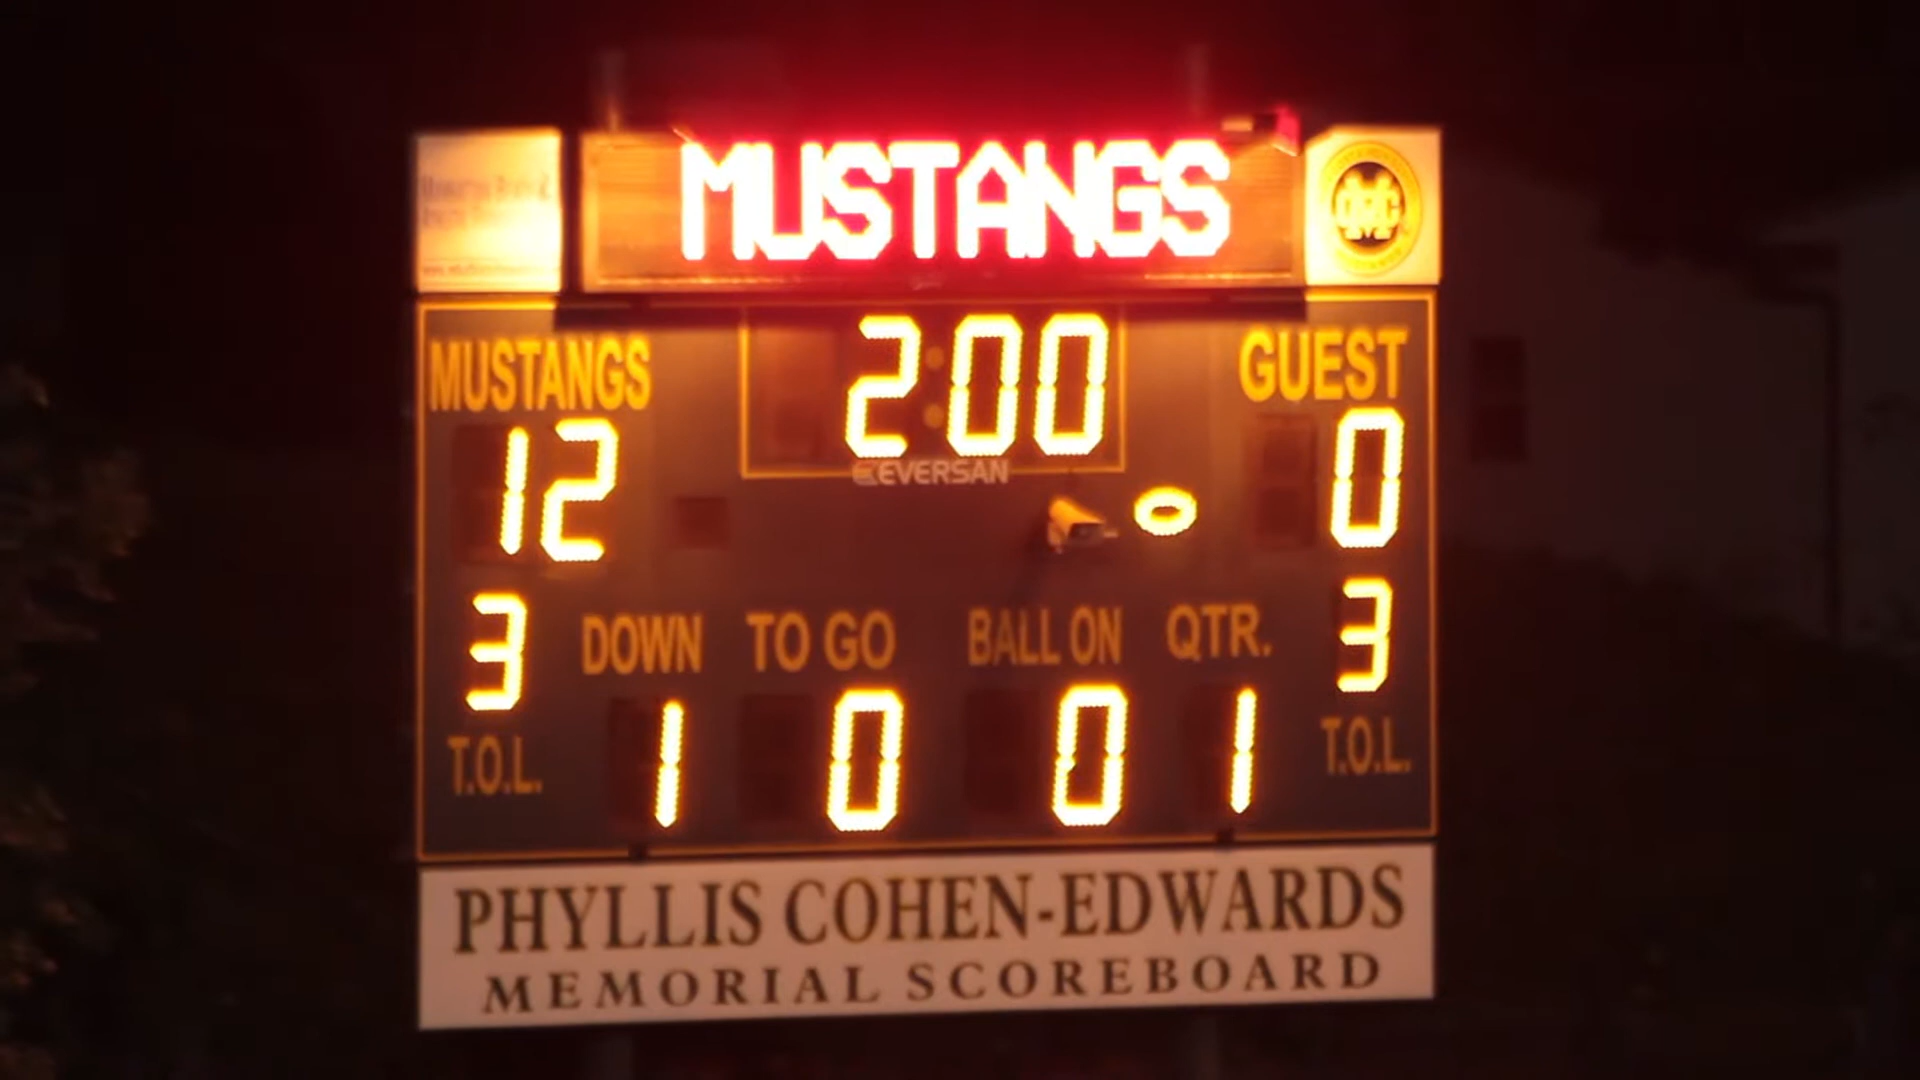 MUSTANGS
MUSTANGS 2:00 GUEST
12 0
EVERSAN
3 DOWN TO GO BALL ON QTR. 3
T.O.L. 1 0 0 1 T.O.L.
PHYLLIS COHEN-EDWARDS
MEMORIAL SCOREBOARD